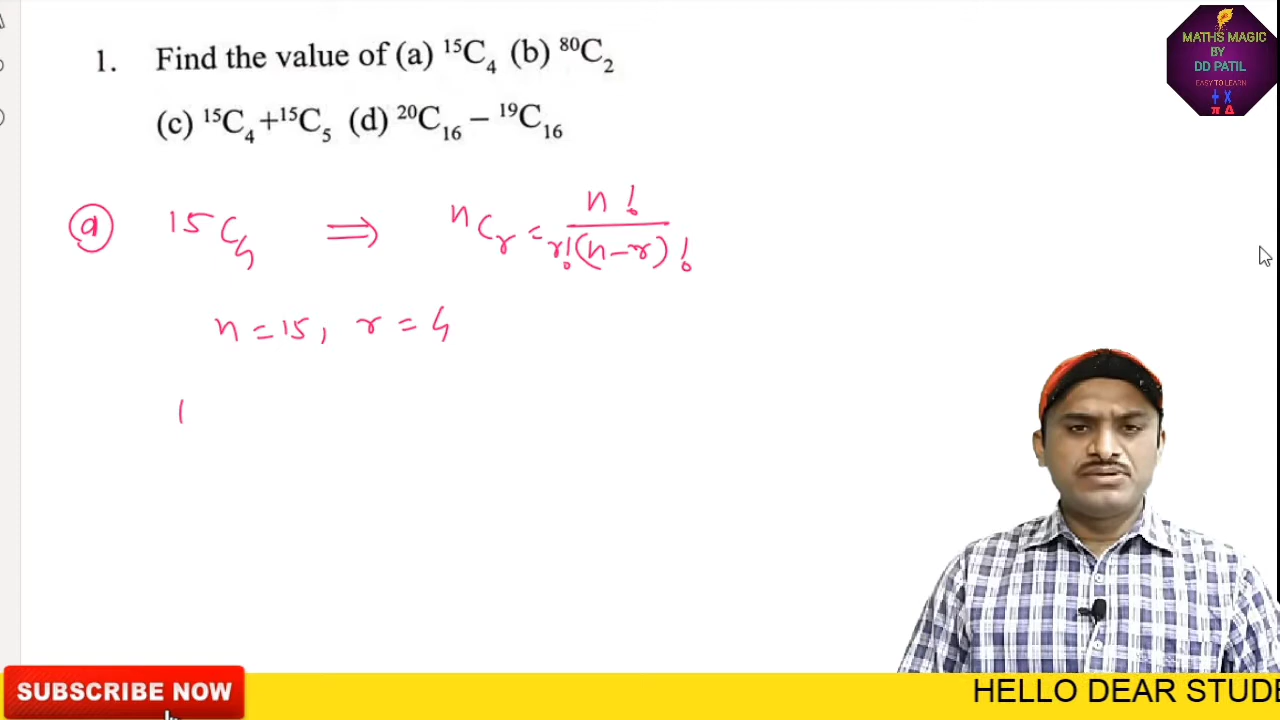 1. Find the value of (a) ¹⁵C₄ (b) ⁸⁰C₂
(c) ¹⁵C₄+¹⁵C₅ (d) ²⁰C₁₆ – ¹⁹C₁₆
(a) 15C4 ⟹ nCr = n! / r!(n-r)!
n = 15, r = 4
MATHS MAGIC
BY
DD PATIL
EASY TO LEARN
+ X
π Δ
SUBSCRIBE NOW
HELLO DEAR STUDE